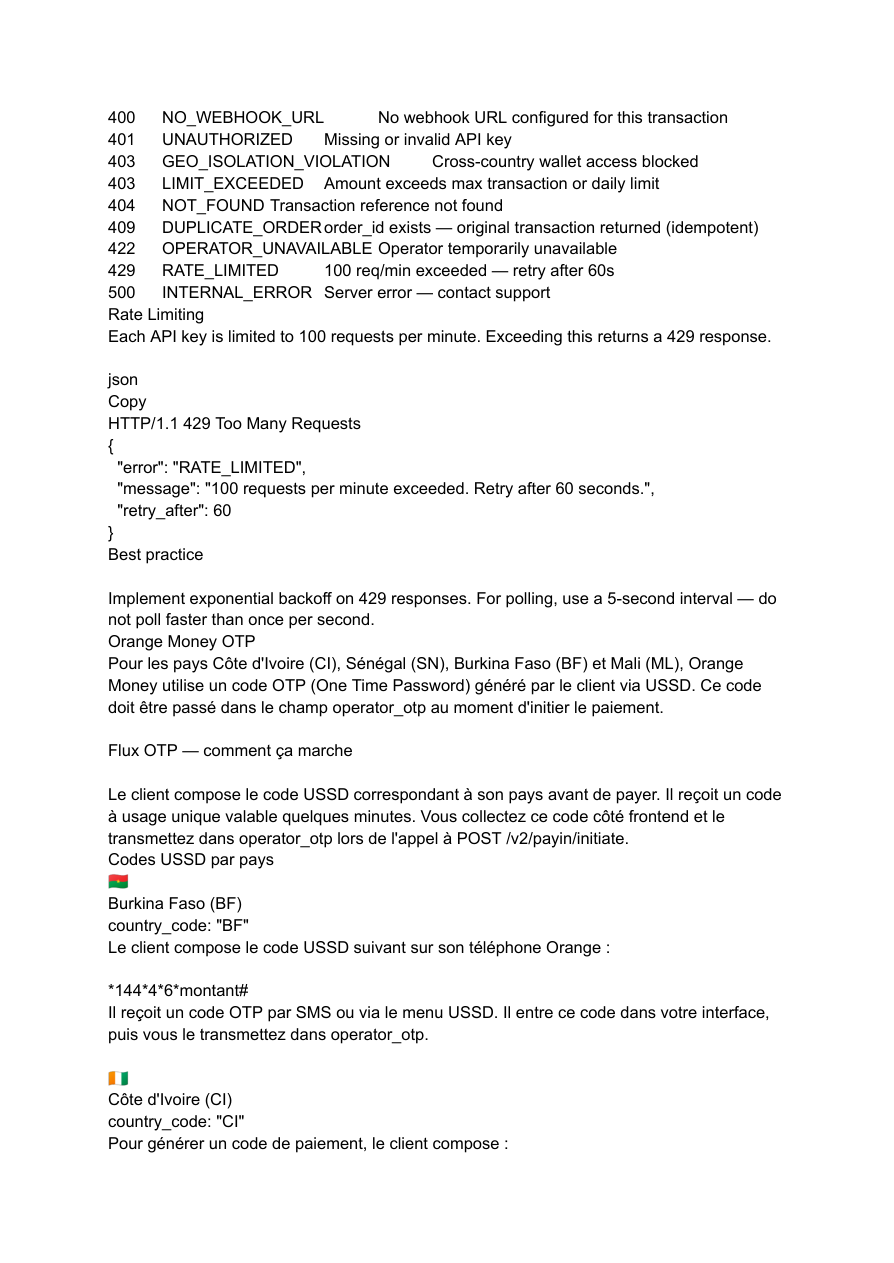 400 NO_WEBHOOK_URL No webhook URL configured for this transaction
401 UNAUTHORIZED Missing or invalid API key
403 GEO_ISOLATION_VIOLATION Cross-country wallet access blocked
403 LIMIT_EXCEEDED Amount exceeds max transaction or daily limit
404 NOT_FOUND Transaction reference not found
409 DUPLICATE_ORDER order_id exists — original transaction returned (idempotent)
422 OPERATOR_UNAVAILABLE Operator temporarily unavailable
429 RATE_LIMITED 100 req/min exceeded — retry after 60s
500 INTERNAL_ERROR Server error — contact support
Rate Limiting
Each API key is limited to 100 requests per minute. Exceeding this returns a 429 response.
json
Copy
HTTP/1.1 429 Too Many Requests
{
"error": "RATE_LIMITED",
"message": "100 requests per minute exceeded. Retry after 60 seconds.",
"retry_after": 60
}
Best practice
Implement exponential backoff on 429 responses. For polling, use a 5-second interval — do
not poll faster than once per second.
Orange Money OTP
Pour les pays Côte d'Ivoire (CI), Sénégal (SN), Burkina Faso (BF) et Mali (ML), Orange
Money utilise un code OTP (One Time Password) généré par le client via USSD. Ce code
doit être passé dans le champ operator_otp au moment d'initier le paiement.
Flux OTP — comment ça marche
Le client compose le code USSD correspondant à son pays avant de payer. Il reçoit un code
à usage unique valable quelques minutes. Vous collectez ce code côté frontend et le
transmettez dans operator_otp lors de l'appel à POST /v2/payin/initiate.
Codes USSD par pays
Burkina Faso (BF)
country_code: "BF"
Le client compose le code USSD suivant sur son téléphone Orange :
*144*4*6*montant#
Il reçoit un code OTP par SMS ou via le menu USSD. Il entre ce code dans votre interface,
puis vous le transmettez dans operator_otp.
Côte d'Ivoire (CI)
country_code: "CI"
Pour générer un code de paiement, le client compose :